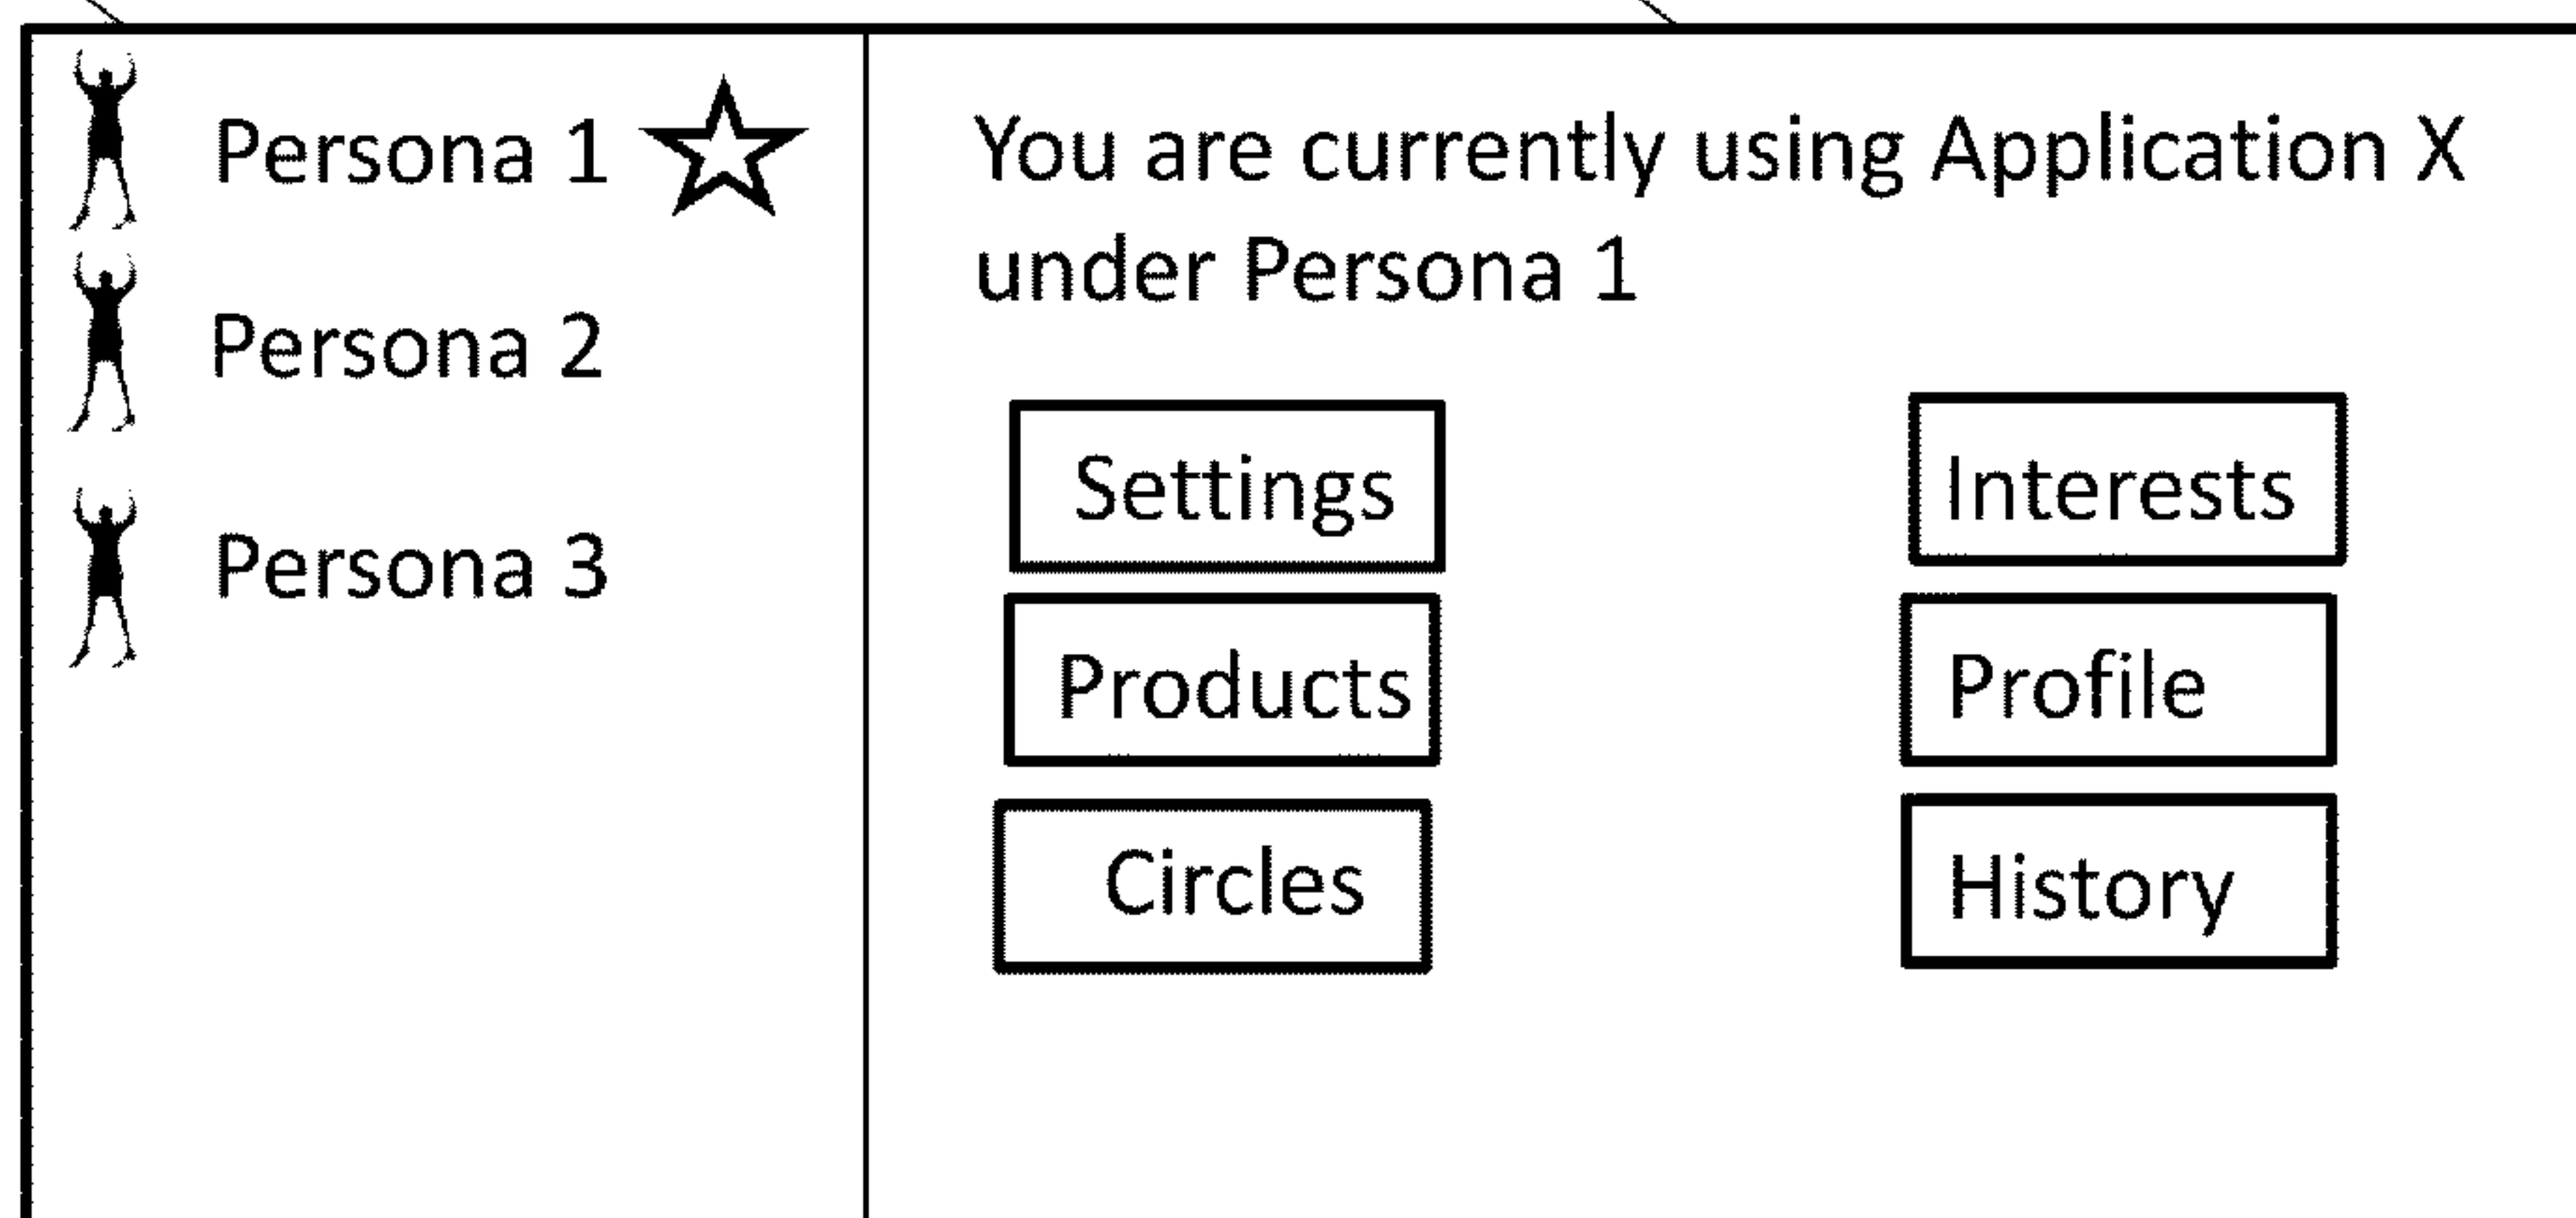 Persona 1
Persona 2
Persona 3
You are currently using Application X
under Persona 1
Settings
Interests
Products
Profile
Circles
History